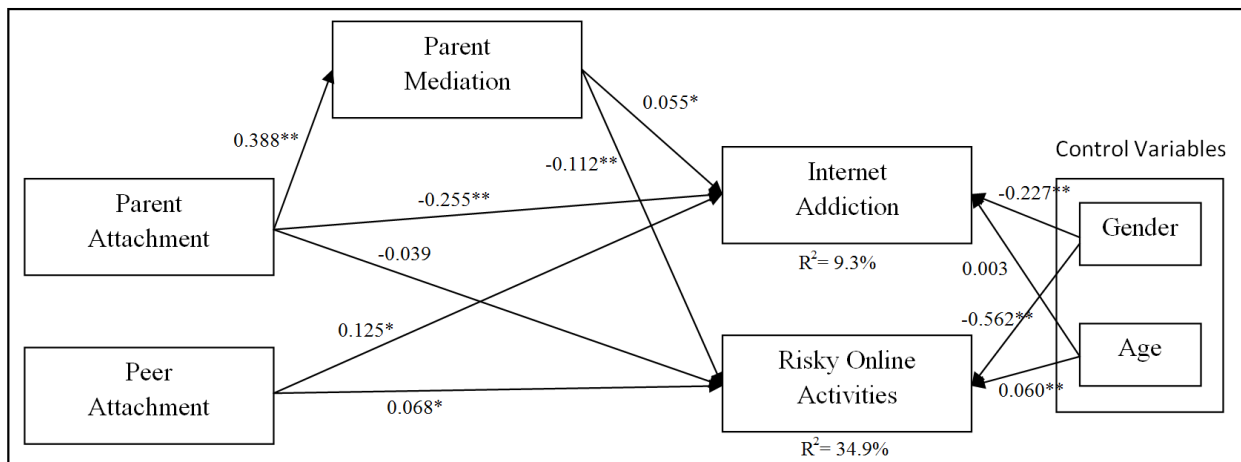 Parent
Mediation
0.055*
0.388**
-0.112**
Control Variables
Parent
Attachment
-0.255**
Internet
Addiction
-0.227**
Gender
-0.039
R²= 9.3%
0.003
0.125*
-0.562**
Peer
Attachment
Risky Online
Activities
Age
0.068*
0.060**
R²= 34.9%